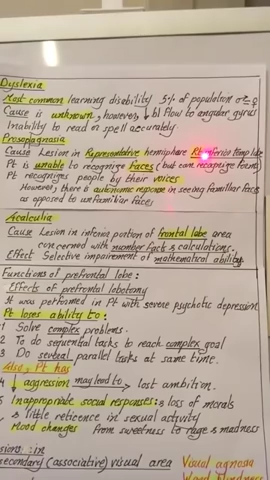 Dyslexia
Most common learning disability 5% of population ♂=♀
Cause is unknown, however, ↓ bl flow to angular gyrus
Inability to read or spell accurately
Prosopagnosia
Cause Lesion in Representative hemisphere Rt inferior temp lobe
Pt is unable to recognize Faces (but can recognize form)
Pt recognizes people by their voices
However there is autonomic response in seeing familiar faces
as opposed to unfamiliar faces
Acalculia
Cause Lesion in inferior portion of frontal lobe area
concerned with number facts & calculations.
Effect Selective impairement of mathematical ability
Functions of prefrontal lobe:
Effects of prefrontal lobotomy
It was performed in Pt with severe psychotic depression
Pt loses ability to:
1 Solve complex problems.
2 To do sequential tasks to reach complex goal
3 Do several parallel tasks at same time.
Also, Pt has
4 ↓ aggression may lead to > lost ambition.
5 Inappropriate social responses: & loss of morals
& little reticence in sexual activity
Mood changes from sweetness to rage & madness
sions: in
secondary (associative) visual area Visual agnosia
Word blindness